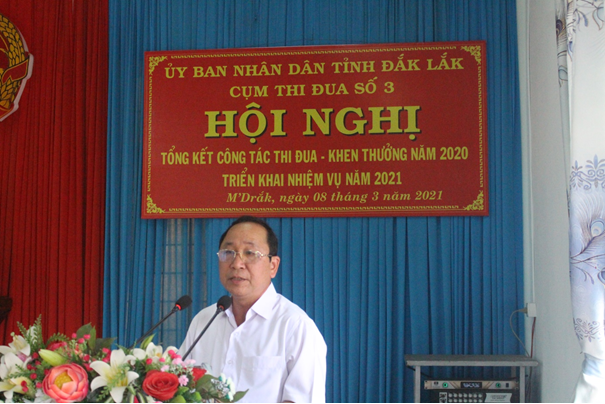 ỦY BAN NHÂN DÂN TỈNH ĐẮK LẮK
CỤM THI ĐUA SỐ 3
HỘI NGHỊ
TỔNG KẾT CÔNG TÁC THI ĐUA - KHEN THƯỞNG NĂM 2020
TRIỂN KHAI NHIỆM VỤ NĂM 2021
M'Drắk, ngày 08 tháng 3 năm 2021